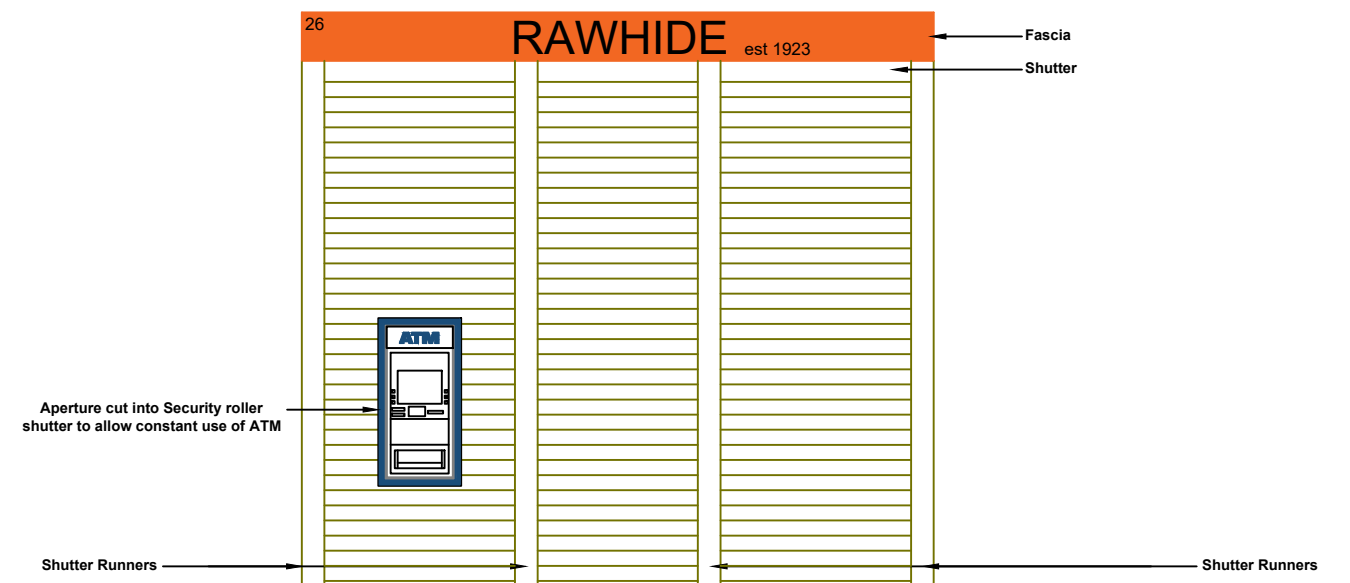 26
RAWHIDE est 1923
Fascia
Shutter
ATM
Aperture cut into Security roller
shutter to allow constant use of ATM
Shutter Runners
Shutter Runners